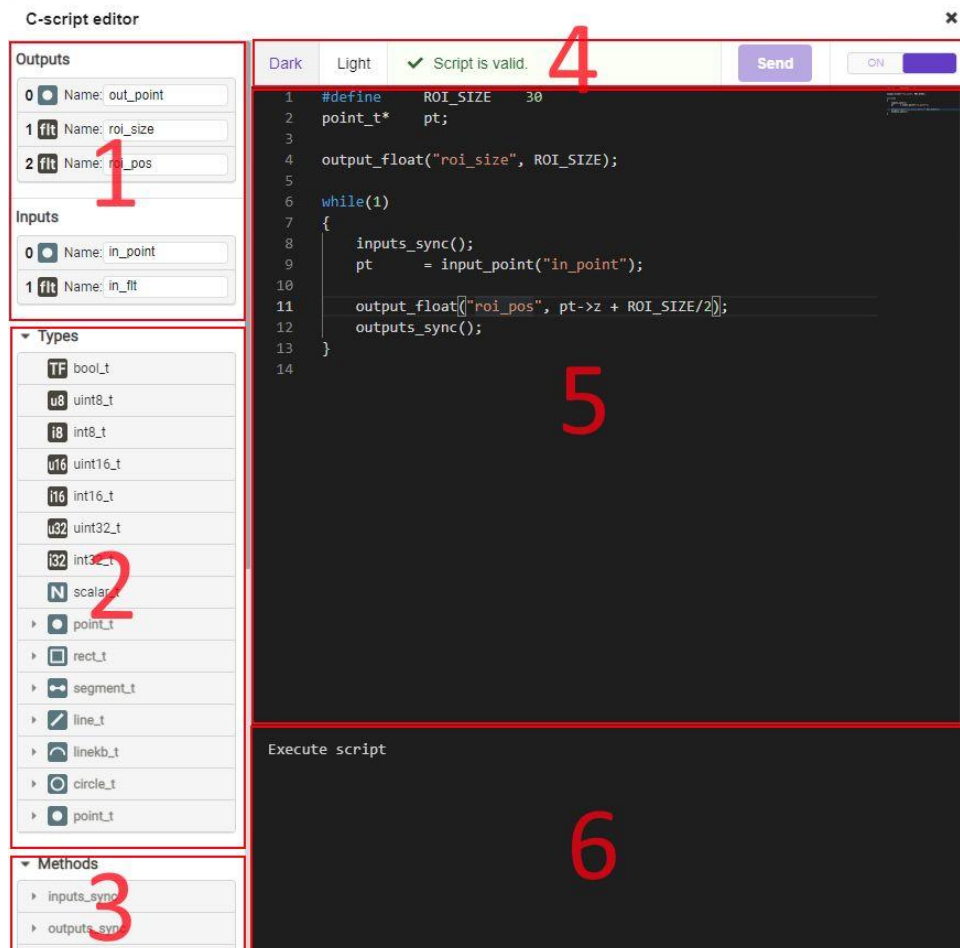 C-script editor
Outputs
0 Name: out_point
1 flt Name: roi_size
2 flt Name: roi_pos
1
Inputs
0 Name: in_point
1 flt Name: in_flt
Types
TF bool_t
u8 uint8_t
i8 int8_t
u16 uint16_t
i16 int16_t
u32 uint32_t
i32 int32_t
N scalar_t
point_t
rect_t
segment_t
line_t
linekb_t
circle_t
point_t
2
Methods
inputs_sync
outputs_sync
3
Dark Light Script is valid. Send ON
4
1 #define ROI_SIZE 30
2 point_t* pt;
3
4 output_float("roi_size", ROI_SIZE);
5
6 while(1)
7 {
8 inputs_sync();
9 pt = input_point("in_point");
10
11 output_float("roi_pos", pt->z + ROI_SIZE/2);
12 outputs_sync();
13 }
14
5
Execute script
6